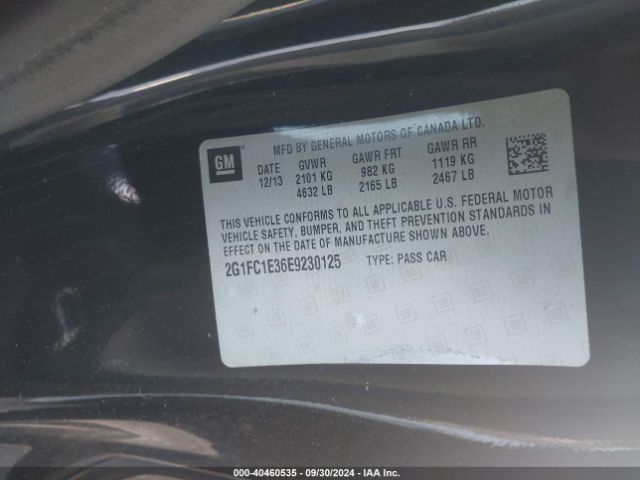 MFD BY GENERAL MOTORS OF CANADA LTD.
GM
DATE GVWR GAWR FRT GAWR RR
12/13 2101 KG 982 KG 1119 KG
4632 LB 2165 LB 2467 LB
THIS VEHICLE CONFORMS TO ALL APPLICABLE U.S. FEDERAL MOTOR
VEHICLE SAFETY, BUMPER, AND THEFT PREVENTION STANDARDS IN
EFFECT ON THE DATE OF MANUFACTURE SHOWN ABOVE.
2G1FC1E36E9230125 TYPE: PASS CAR
000-40460535 - 09/30/2024 - IAA Inc.